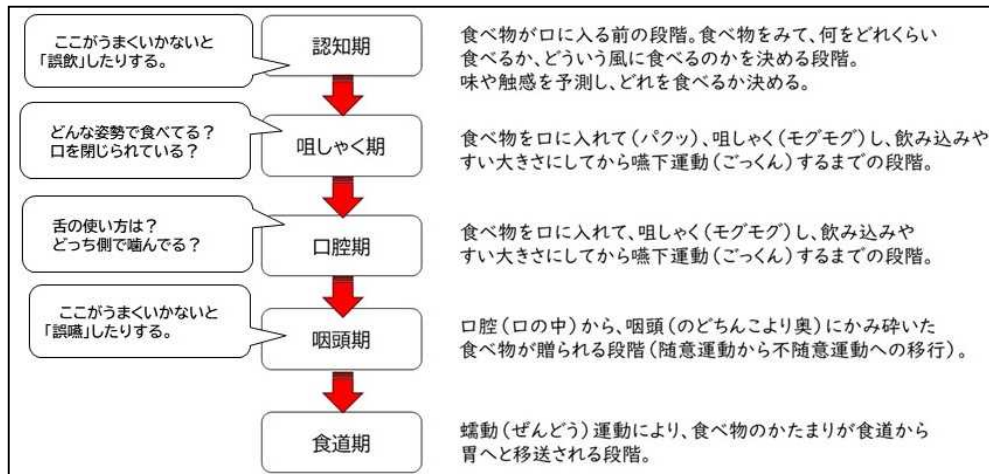 ここがうまくいかないと
「誤飲」したりする。
認知期
食べ物が口に入る前の段階。食べ物をみて、何をどれくらい
食べるか、どういう風に食べるのかを決める段階。
味や触感を予測し、どれを食べるか決める。
どんな姿勢で食べてる？
口を閉じられている？
咀しゃく期
食べ物を口に入れて（パクッ）、咀しゃく（モグモグ）し、飲み込みや
すい大きさにしてから嚥下運動（ごっくん）するまでの段階。
舌の使い方は？
どっち側で噛んでる？
口腔期
食べ物を口に入れて、咀しゃく（モグモグ）し、飲み込みや
すい大きさにしてから嚥下運動（ごっくん）するまでの段階。
ここがうまくいかないと
「誤嚥」したりする。
咽頭期
口腔（口の中）から、咽頭（のどちんこより奥）にかみ砕いた
食べ物が贈られる段階（随意運動から不随意運動への移行）。
食道期
蠕動（ぜんどう）運動により、食べ物のかたまりが食道から
胃へと移送される段階。